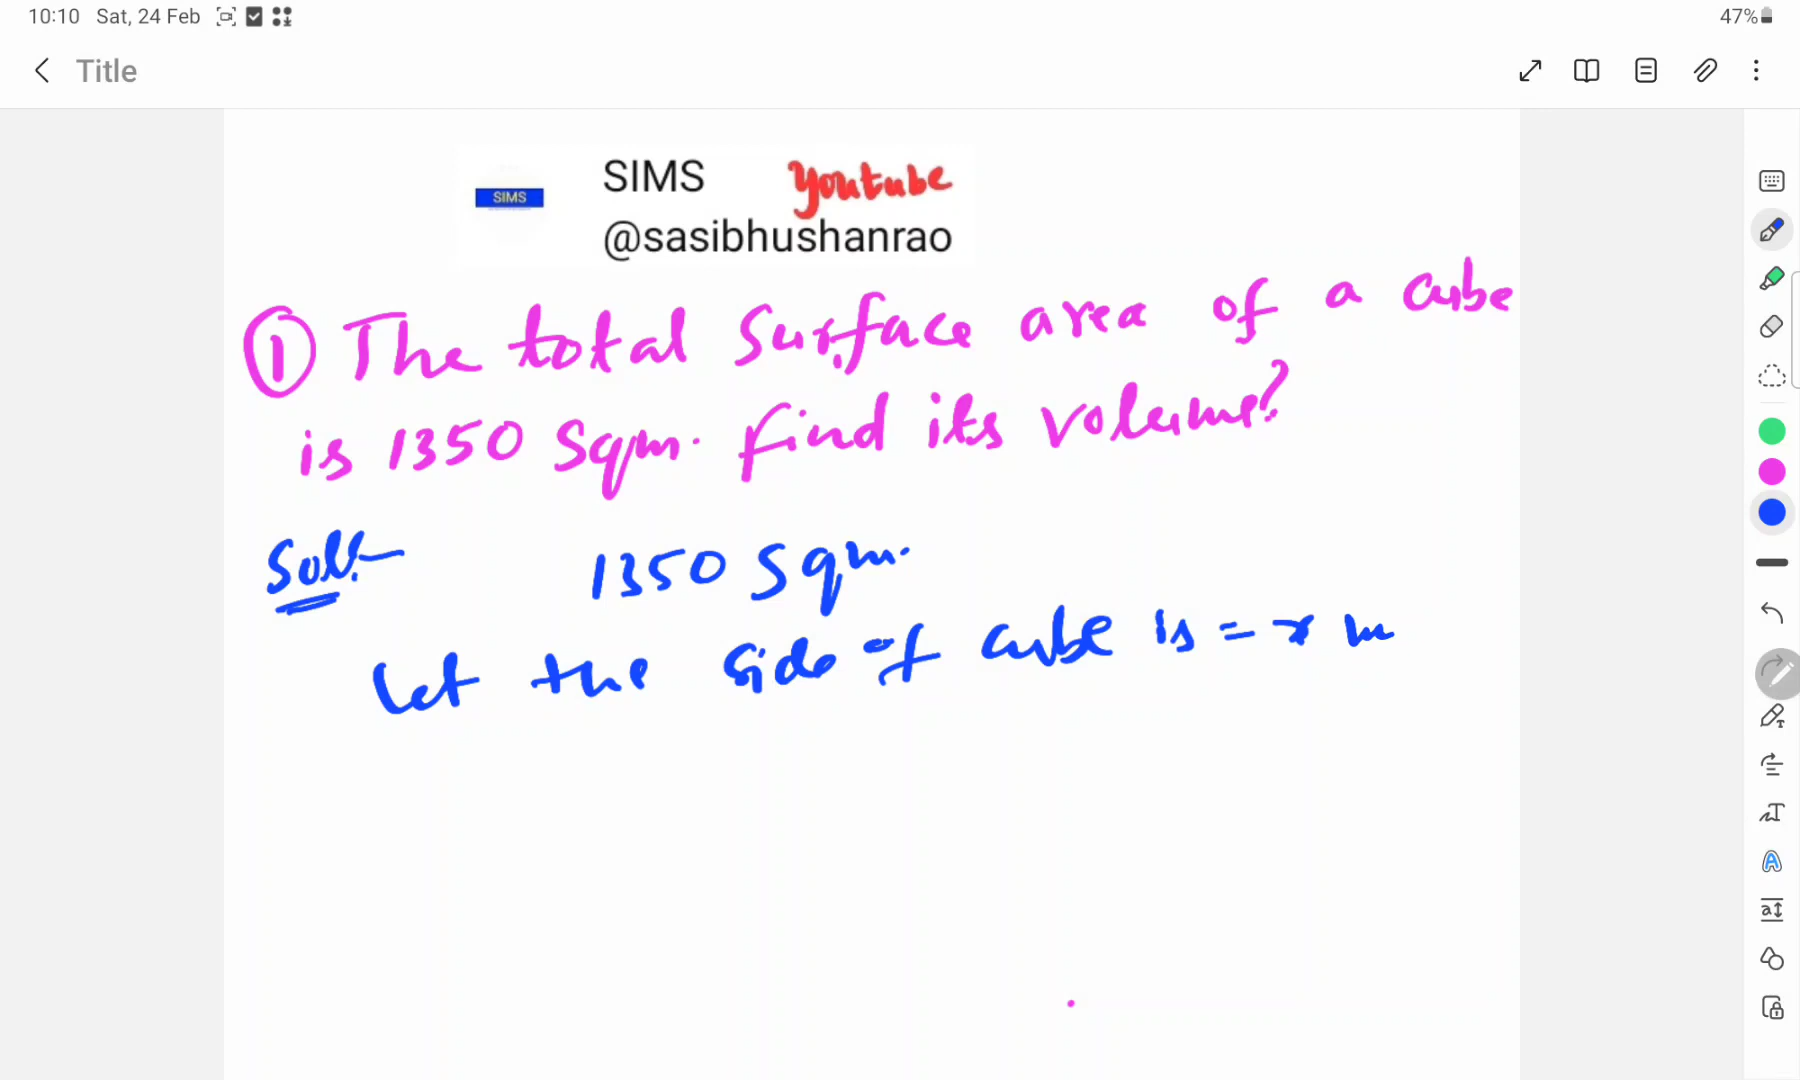 10:10 Sat, 24 Feb 47%
Title
SIMS
SIMS Youtube
@sasibhushanrao
① The total Surface area of a cube
is 1350 Sqm. find its volume?
Sol:- 1350 Sqm.
Let the side of cube is = x m